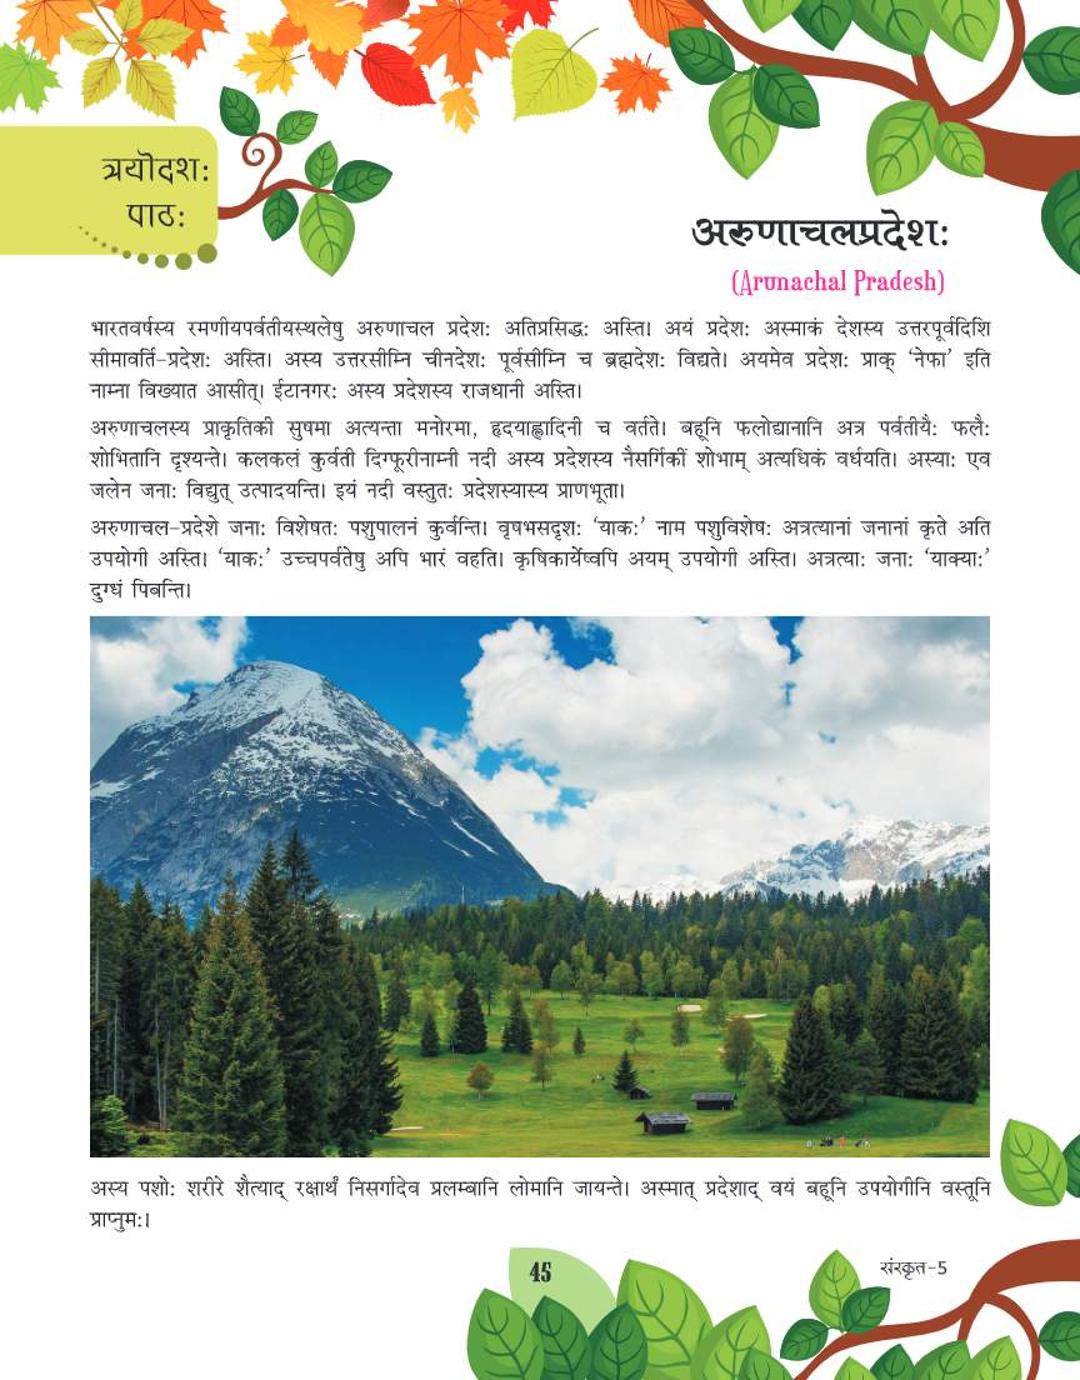 त्रयोदश:
पाठ:
अरुणाचलप्रदेश:
(Arunachal Pradesh)
भारतवर्षस्य रमणीयपर्वतीयस्थलेषु अरुणाचल प्रदेश: अतिप्रसिद्ध: अस्ति। अयं प्रदेश: अस्माकं देशस्य उत्तरपूर्वदिशि
सीमावर्ति-प्रदेश: अस्ति। अस्य उत्तरसीम्नि चीनदेश: पूर्वसीम्नि च ब्रह्मदेश: विद्यते। अयमेव प्रदेश: प्राक् ‘नेफा’ इति
नाम्ना विख्यात आसीत्। ईटानगर: अस्य प्रदेशस्य राजधानी अस्ति।
अरुणाचलस्य प्राकृतिकी सुषमा अत्यन्ता मनोरमा, हृदयाह्लादिनी च वर्तते। बहूनि फलोद्यानानि अत्र पर्वतीयै: फलै:
शोभितानि दृश्यन्ते। कलकलं कुर्वती दिग्फूरीनाम्नी नदी अस्य प्रदेशस्य नैसर्गिकीं शोभाम् अत्यधिकं वर्धयति। अस्या: एव
जलेन जना: विद्युत् उत्पादयन्ति। इयं नदी वस्तुत: प्रदेशस्यास्य प्राणभूता।
अरुणाचल-प्रदेशे जना: विशेषत: पशुपालनं कुर्वन्ति। वृषभसदृश: ‘याक:’ नाम पशुविशेष: अत्रत्यानां जनानां कृते अति
उपयोगी अस्ति। ‘याक:’ उच्चपर्वतेषु अपि भारं वहति। कृषिकार्येष्वपि अयम् उपयोगी अस्ति। अत्रत्या: जना: ‘याक्या:’
दुग्धं पिबन्ति।
अस्य पशो: शरीरे शैत्याद् रक्षार्थं निसर्गादेव प्रलम्बानि लोमानि जायन्ते। अस्मात् प्रदेशाद् वयं बहूनि उपयोगीनि वस्तूनि
प्राप्नुम:।
45
संस्कृत-5